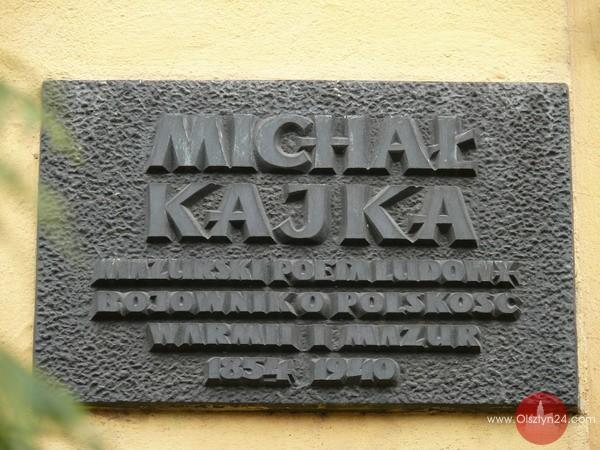 MICHAŁ
KAJKA
MAZURSKI POETA LUDOWY
BOJOWNIK O POLSKOŚĆ
WARMII I MAZUR
1854 1940
www.Olsztyn24.com